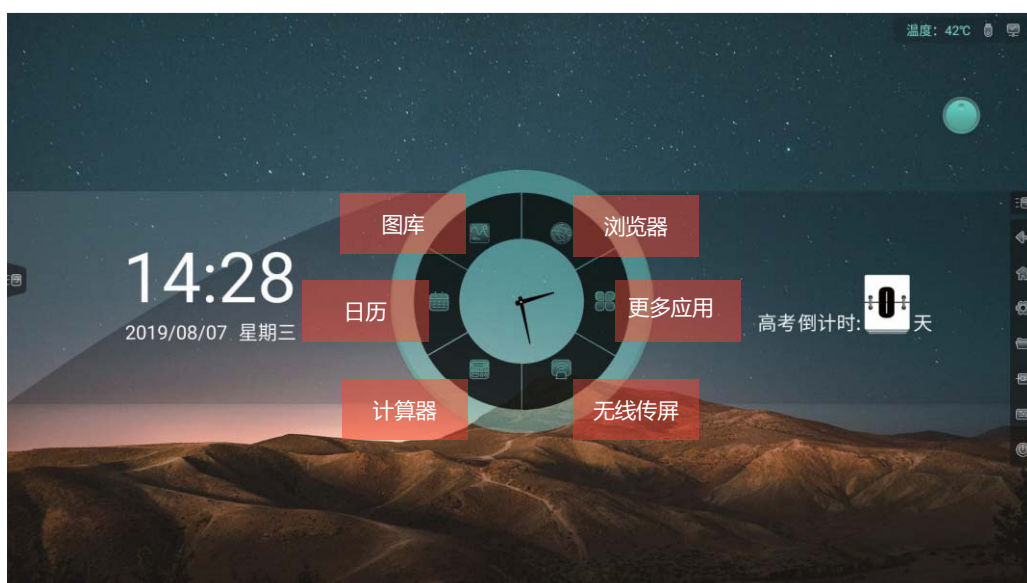 温度：42℃
图库
浏览器
14:28
日历
更多应用
2019/08/07 星期三
高考倒计时:0天
计算器
无线传屏